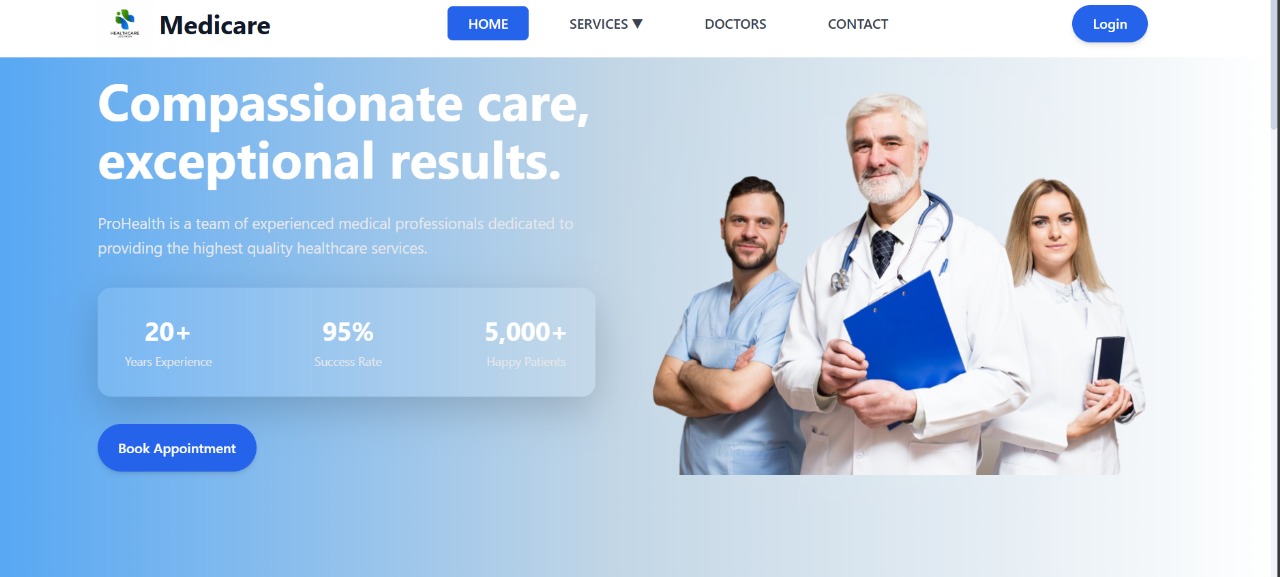 HEALTHCARE
Medicare
HOME
SERVICES ▼
DOCTORS
CONTACT
Login
Compassionate care,
exceptional results.
ProHealth is a team of experienced medical professionals dedicated to
providing the highest quality healthcare services.
20+
95%
5,000+
Years Experience
Success Rate
Happy Patients
Book Appointment